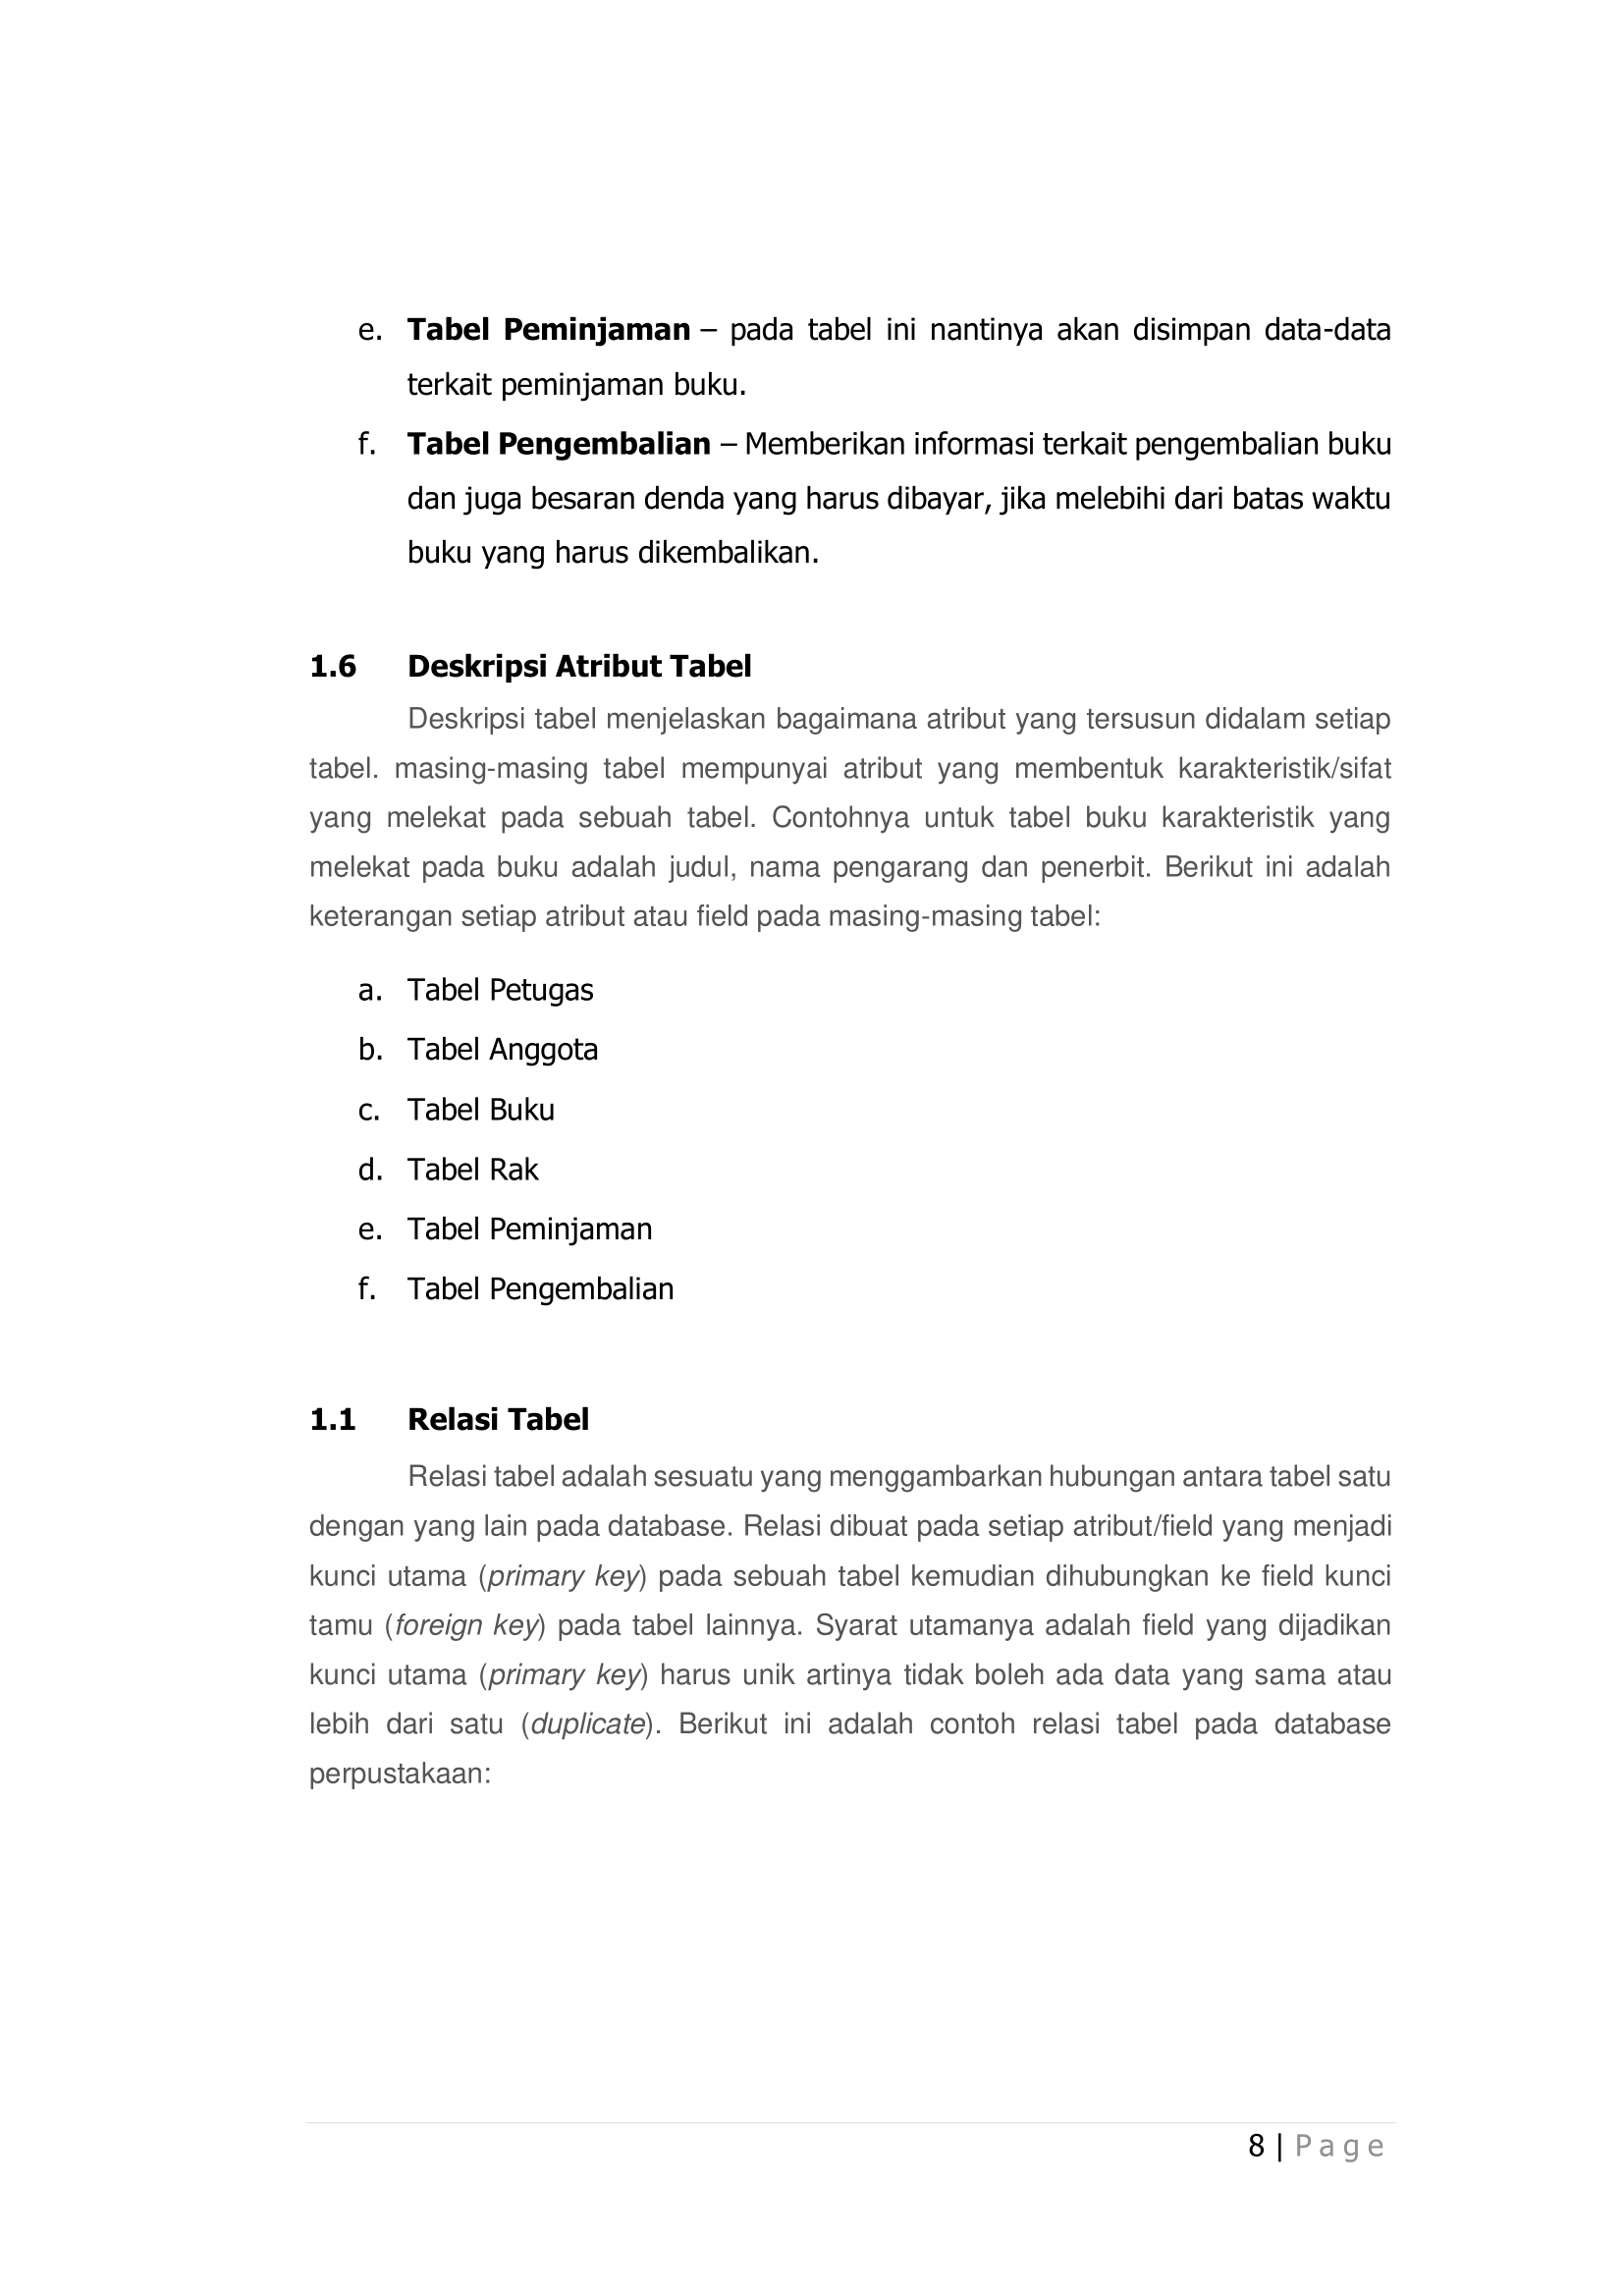 e. Tabel Peminjaman – pada tabel ini nantinya akan disimpan data-data
terkait peminjaman buku.
f. Tabel Pengembalian – Memberikan informasi terkait pengembalian buku
dan juga besaran denda yang harus dibayar, jika melebihi dari batas waktu
buku yang harus dikembalikan.
1.6 Deskripsi Atribut Tabel
Deskripsi tabel menjelaskan bagaimana atribut yang tersusun didalam setiap
tabel. masing-masing tabel mempunyai atribut yang membentuk karakteristik/sifat
yang melekat pada sebuah tabel. Contohnya untuk tabel buku karakteristik yang
melekat pada buku adalah judul, nama pengarang dan penerbit. Berikut ini adalah
keterangan setiap atribut atau field pada masing-masing tabel:
a. Tabel Petugas
b. Tabel Anggota
c. Tabel Buku
d. Tabel Rak
e. Tabel Peminjaman
f. Tabel Pengembalian
1.1 Relasi Tabel
Relasi tabel adalah sesuatu yang menggambarkan hubungan antara tabel satu
dengan yang lain pada database. Relasi dibuat pada setiap atribut/field yang menjadi
kunci utama (primary key) pada sebuah tabel kemudian dihubungkan ke field kunci
tamu (foreign key) pada tabel lainnya. Syarat utamanya adalah field yang dijadikan
kunci utama (primary key) harus unik artinya tidak boleh ada data yang sama atau
lebih dari satu (duplicate). Berikut ini adalah contoh relasi tabel pada database
perpustakaan:
8 | Page